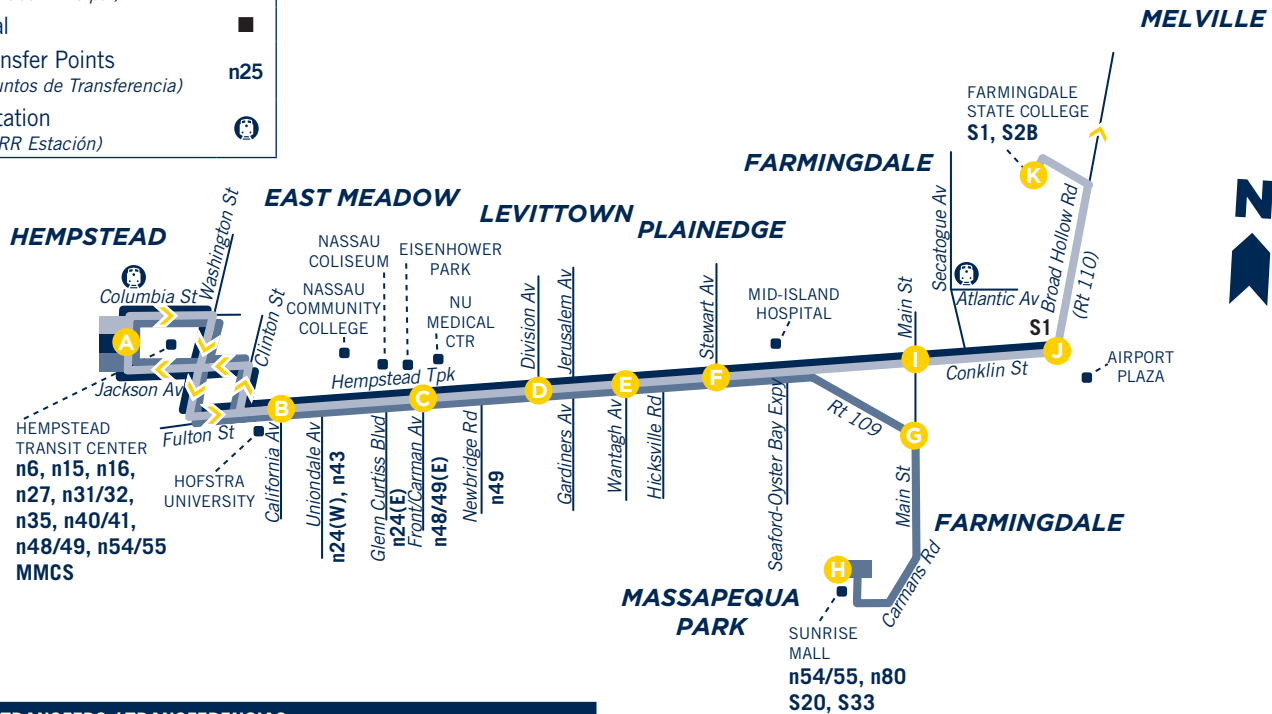 n25
MELVILLE
FARMINGDALE
STATE COLLEGE
S1, S2B
K
FARMINGDALE
EAST MEADOW
LEVITTOWN
PLAINEDGE
HEMPSTEAD
N
Washington St
Columbia St
Clinton St
A
Jackson Av
Fulton St
NASSAU
COLISEUM
EISENHOWER
PARK
NASSAU
COMMUNITY
COLLEGE
NU
MEDICAL
CTR
Hempstead Tpk
Division Av
Jerusalem Av
Stewart Av
MID-ISLAND
HOSPITAL
Main St
Secatogue Av
Atlantic Av
Broad Hollow Rd
(Rt 110)
S1
AIRPORT
PLAZA
Conklin St
B
C
D
E
F
I
J
HEMPSTEAD
TRANSIT CENTER
n6, n15, n16,
n27, n31/32,
n35, n40/41,
n48/49, n54/55
MMCS
HOFSTRA
UNIVERSITY
California Av
Uniondale Av
n24(W), n43
Glenn Curtiss Blvd
n24(E)
Front/Carman Av
n48/49(E)
Newbridge Rd
n49
Gardiners Av
Wantagh Av
Hicksville Rd
Seaford-Oyster Bay Expy
Rt 109
G
Main St
FARMINGDALE
Carmans Rd
H
MASSAPEQUA
PARK
SUNRISE
MALL
n54/55, n80
S20, S33
de Transferencia)
RR Estación)